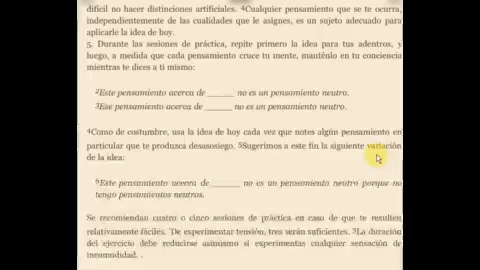 difícil no hacer distinciones artificiales. ⁴Cualquier pensamiento que se te ocurra,
independientemente de las cualidades que le asignes, es un sujeto adecuado para
aplicarle la idea de hoy.
5. Durante las sesiones de práctica, repite primero la idea para tus adentros, y
luego, a medida que cada pensamiento cruce tu mente, manténlo en tu conciencia
mientras te dices a ti mismo:
²Este pensamiento acerca de ______ no es un pensamiento neutro.
³Ese pensamiento acerca de ______ no es un pensamiento neutro.
⁴Como de costumbre, usa la idea de hoy cada vez que notes algún pensamiento en
particular que te produzca desasosiego. ⁵Sugerimos a este fin la siguiente variación
de la idea:
⁶Este pensamiento acerca de ______ no es un pensamiento neutro porque no
tengo pensamientos neutros.
Se recomiendan cuatro o cinco sesiones de práctica en caso de que te resulten
relativamente fáciles. ²De experimentar tensión, tres serán suficientes. ³La duración
del ejercicio debe reducirse asimismo si experimentas cualquier sensación de
incomodidad. .